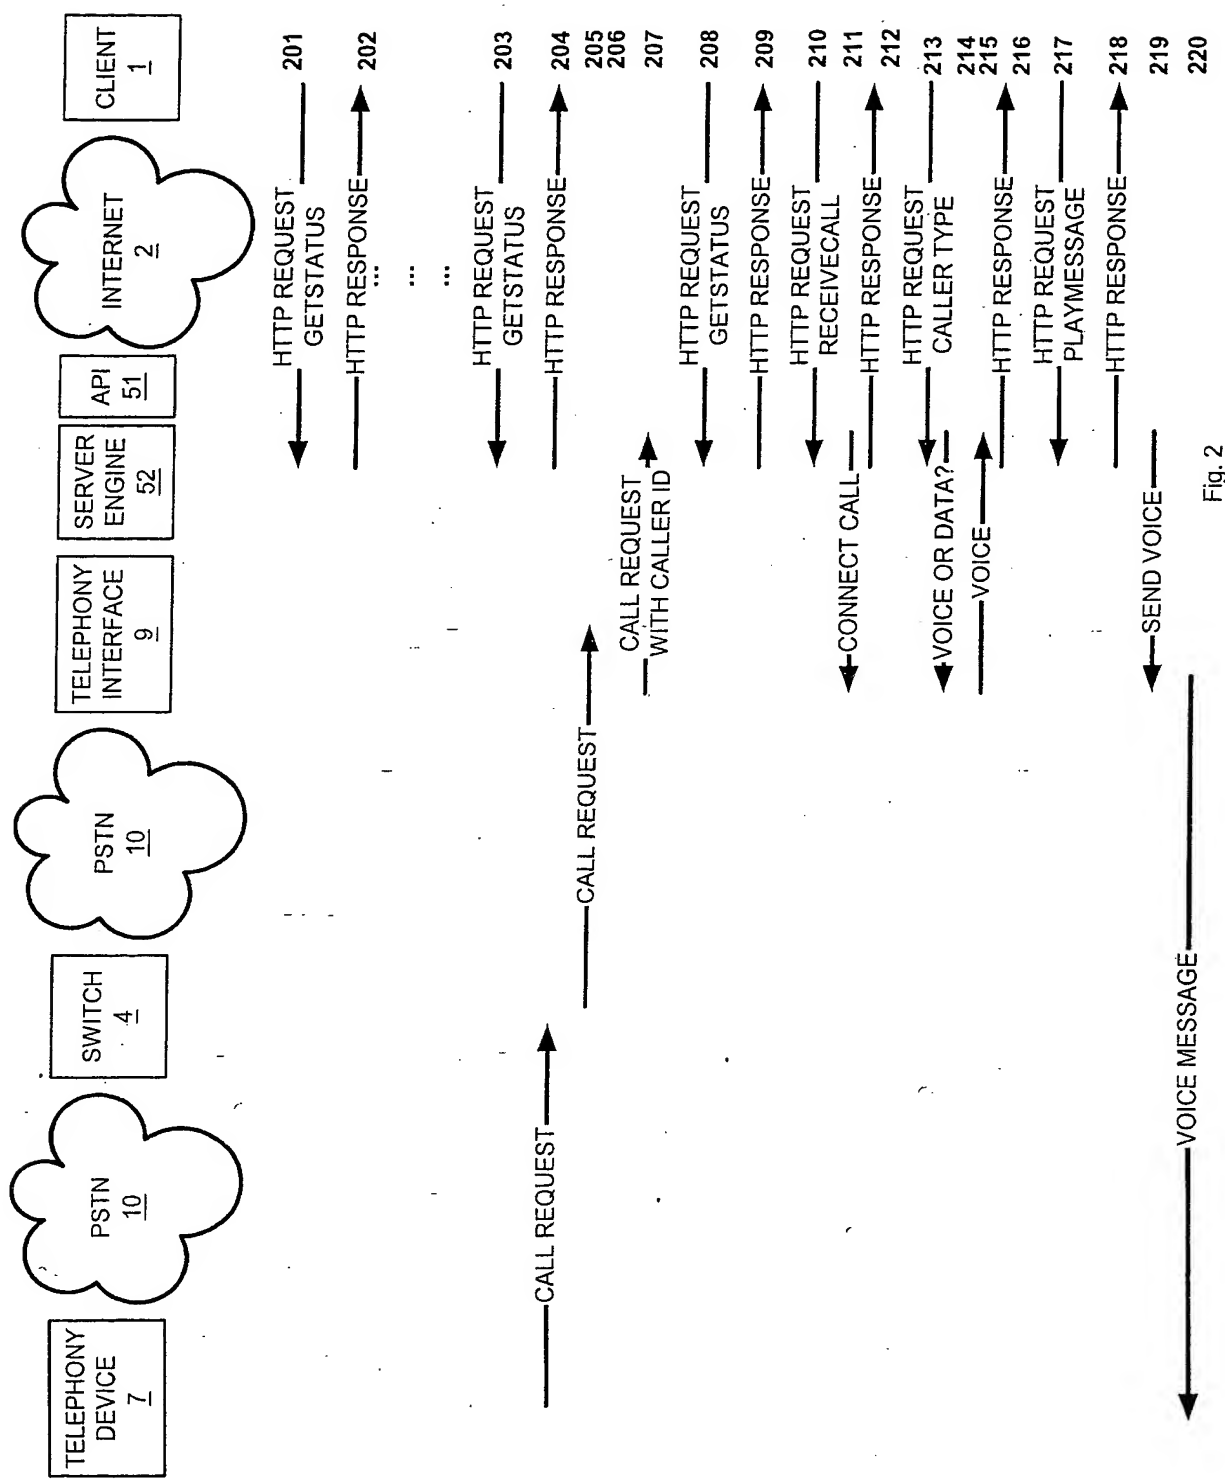 TELEPHONY
DEVICE
7
PSTN
10
SWITCH
4
PSTN
10
TELEPHONY
INTERFACE
9
SERVER
ENGINE
52
API
51
INTERNET
2
CLIENT
1
HTTP REQUEST
GETSTATUS
201
HTTP RESPONSE
202
...
...
...
HTTP REQUEST
GETSTATUS
203
HTTP RESPONSE
204
CALL REQUEST
205
CALL REQUEST
206
CALL REQUEST
WITH CALLER ID
207
HTTP REQUEST
GETSTATUS
208
HTTP RESPONSE
209
HTTP REQUEST
RECEIVECALL
210
CONNECT CALL
211
HTTP RESPONSE
212
HTTP REQUEST
CALLER TYPE
213
VOICE OR DATA?
214
VOICE
215
HTTP RESPONSE
216
HTTP REQUEST
PLAYMESSAGE
217
HTTP RESPONSE
218
SEND VOICE
219
VOICE MESSAGE
220
Fig. 2